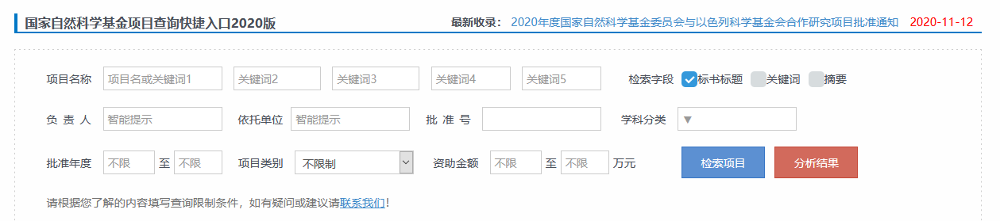 国家自然科学基金项目查询快捷入口2020版 最新收录： 2020年度国家自然科学基金委员会与以色列科学基金会合作研究项目批准通知 2020-11-12
项目名称 项目名或关键词1 关键词2 关键词3 关键词4 关键词5 检索字段 标书标题 关键词 摘要
负 责 人 智能提示 依托单位 智能提示 批 准 号 学科分类 ▼
批准年度 不限 至 不限 项目类别 不限制 资助金额 不限 至 不限 万元 检索项目 分析结果
请根据您了解的内容填写查询限制条件，如有疑问或建议请联系我们！